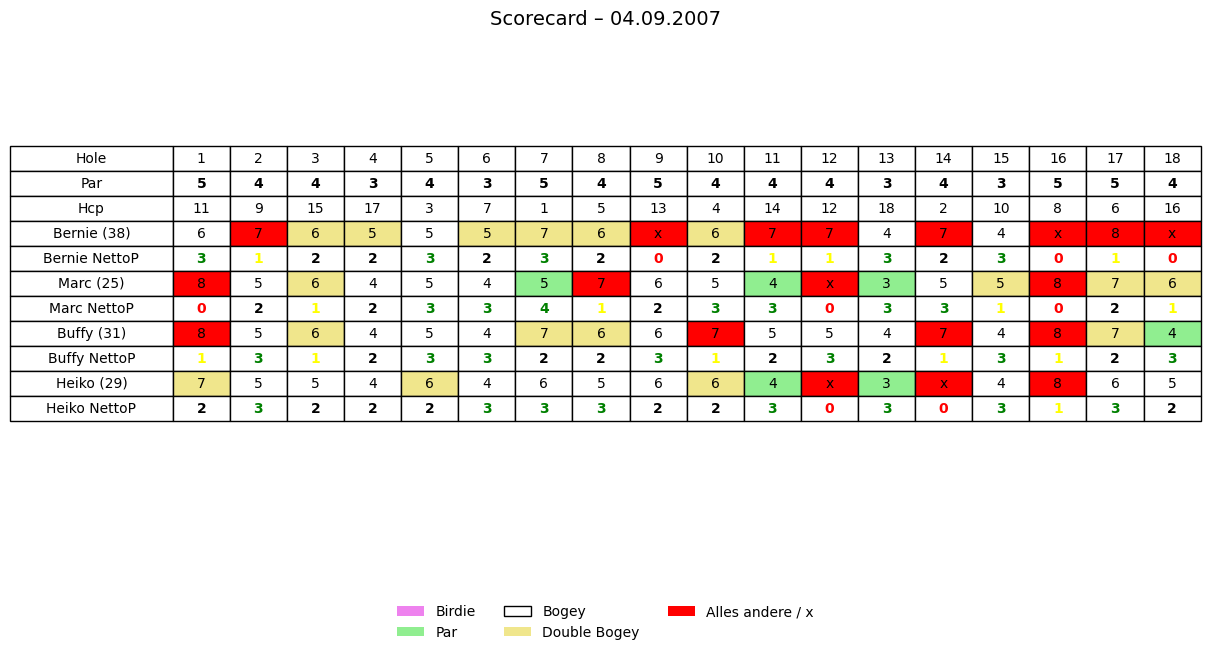 Scorecard – 04.09.2007
Hole 1 2 3 4 5 6 7 8 9 10 11 12 13 14 15 16 17 18
Par 5 4 4 3 4 3 5 4 5 4 4 4 3 4 3 5 5 4
Hcp 11 9 15 17 3 7 1 5 13 4 14 12 18 2 10 8 6 16
Bernie (38) 6 7 6 5 5 5 7 6 x 6 7 7 4 7 4 x 8 x
Bernie NettoP 3 1 2 2 3 2 3 2 0 2 1 1 3 2 3 0 1 0
Marc (25) 8 5 6 4 5 4 5 7 6 5 4 x 3 5 5 8 7 6
Marc NettoP 0 2 1 2 3 3 4 1 2 3 3 0 3 3 1 0 2 1
Buffy (31) 8 5 6 4 5 4 7 6 6 7 5 5 4 7 4 8 7 4
Buffy NettoP 1 3 1 2 3 3 2 2 3 1 2 3 2 1 3 1 2 3
Heiko (29) 7 5 5 4 6 4 6 5 6 6 4 x 3 x 4 8 6 5
Heiko NettoP 2 3 2 2 2 3 3 3 2 2 3 0 3 0 3 1 3 2
Birdie Bogey Alles andere / x
Par Double Bogey